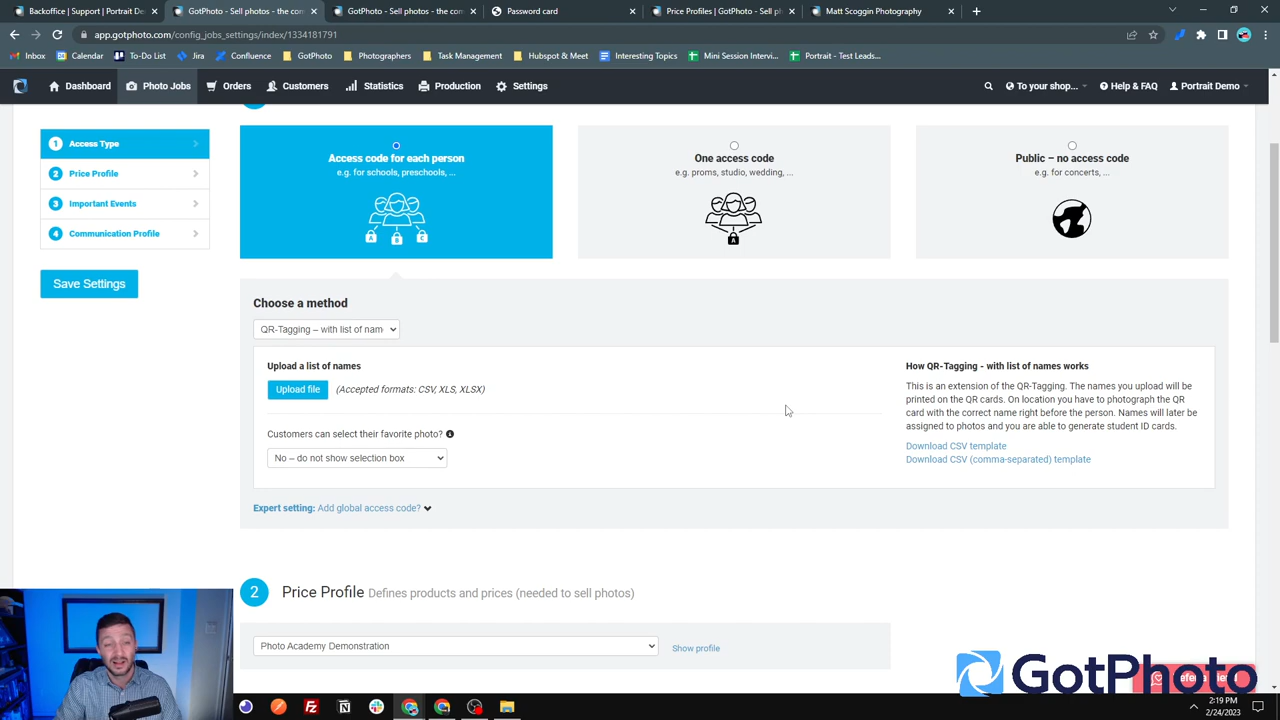 Backoffice | Support | Portrait D
GotPhoto - Sell photos - the com
GotPhoto - Sell photos - the com
Password card
Price Profiles | GotPhoto - Sell ph
Matt Scoggin Photography
app.gotphoto.com/config_jobs_settings/index/1334181791
Inbox
Calendar
To-Do List
Jira
Confluence
GotPhoto
Photographers
Task Management
Hubspot & Meet
Interesting Topics
Mini Session Intervi...
Portrait - Test Leads...
Dashboard
Photo Jobs
Orders
Customers
Statistics
Production
Settings
To your shop...
Help & FAQ
Portrait Demo
1 Access Type
2 Price Profile
3 Important Events
4 Communication Profile
Save Settings
Access code for each person
e.g. for schools, preschools, ...
A B C
One access code
e.g. proms, studio, wedding, ...
A
Public – no access code
e.g. for concerts, ...
Choose a method
QR-Tagging – with list of nam
Upload a list of names
Upload file
(Accepted formats: CSV, XLS, XLSX)
Customers can select their favorite photo?
No – do not show selection box
How QR-Tagging - with list of names works
This is an extension of the QR-Tagging. The names you upload will be
printed on the QR cards. On location you have to photograph the QR
card with the correct name right before the person. Names will later be
assigned to photos and you are able to generate student ID cards.
Download CSV template
Download CSV (comma-separated) template
Expert setting: Add global access code?
2 Price Profile Defines products and prices (needed to sell photos)
Photo Academy Demonstration
Show profile
GotPhoto
2:19 PM
2/24/2023